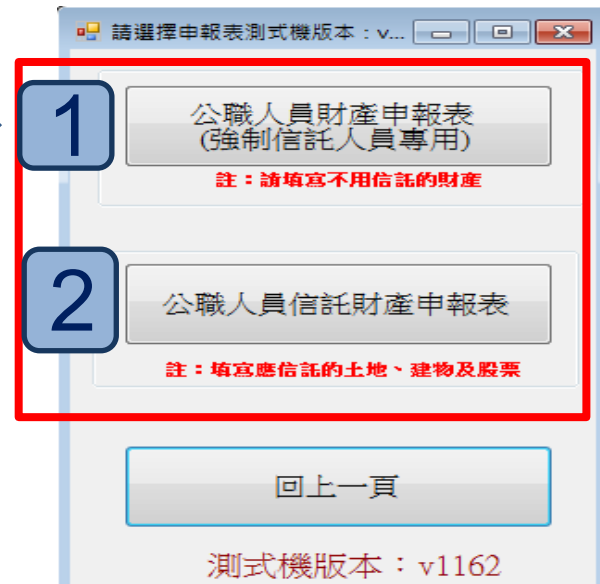 請選擇申報表測式機版本：v...
1
公職人員財產申報表
(強制信託人員專用)
註：請填寫不用信託的財產
2
公職人員信託財產申報表
註：填寫應信託的土地、建物及股票
回上一頁
測式機版本：v1162